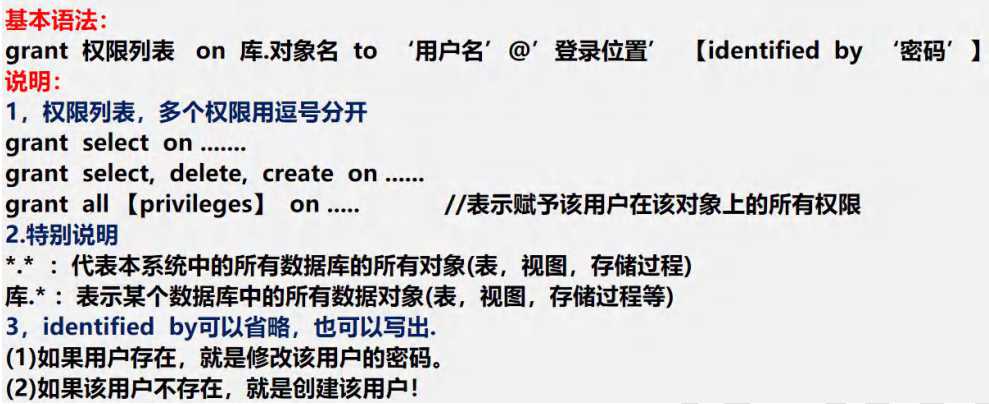 基本语法：
grant 权限列表 on 库.对象名 to ‘用户名’@’登录位置’ 【identified by ‘密码’】
说明：
1，权限列表，多个权限用逗号分开
grant select on .......
grant select, delete, create on ......
grant all 【privileges】 on ..... //表示赋予该用户在该对象上的所有权限
2.特别说明
*.* ：代表本系统中的所有数据库的所有对象(表，视图，存储过程)
库.*：表示某个数据库中的所有数据对象(表，视图，存储过程等)
3，identified by可以省略，也可以写出.
(1)如果用户存在，就是修改该用户的密码。
(2)如果该用户不存在，就是创建该用户！